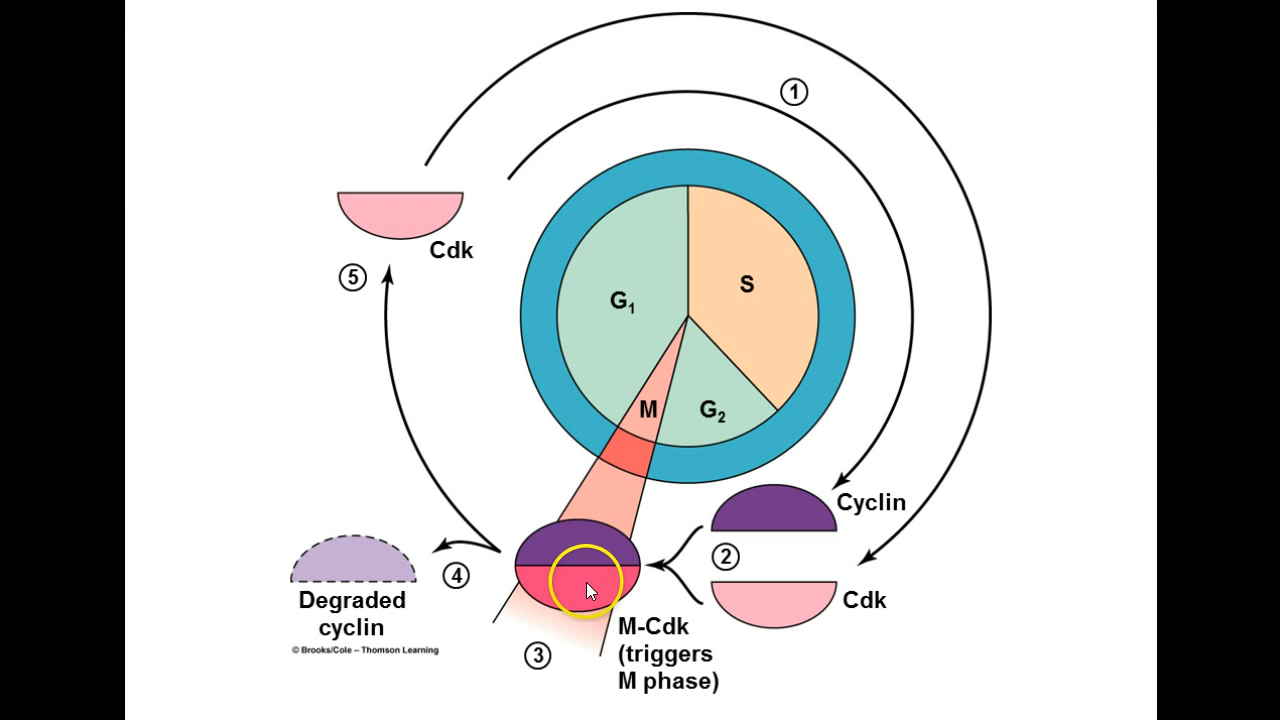 ①
Cdk
⑤
G₁
S
M
G₂
Cyclin
②
Cdk
④
Degraded
cyclin
© Brooks/Cole – Thomson Learning
③
M-Cdk
(triggers
M phase)